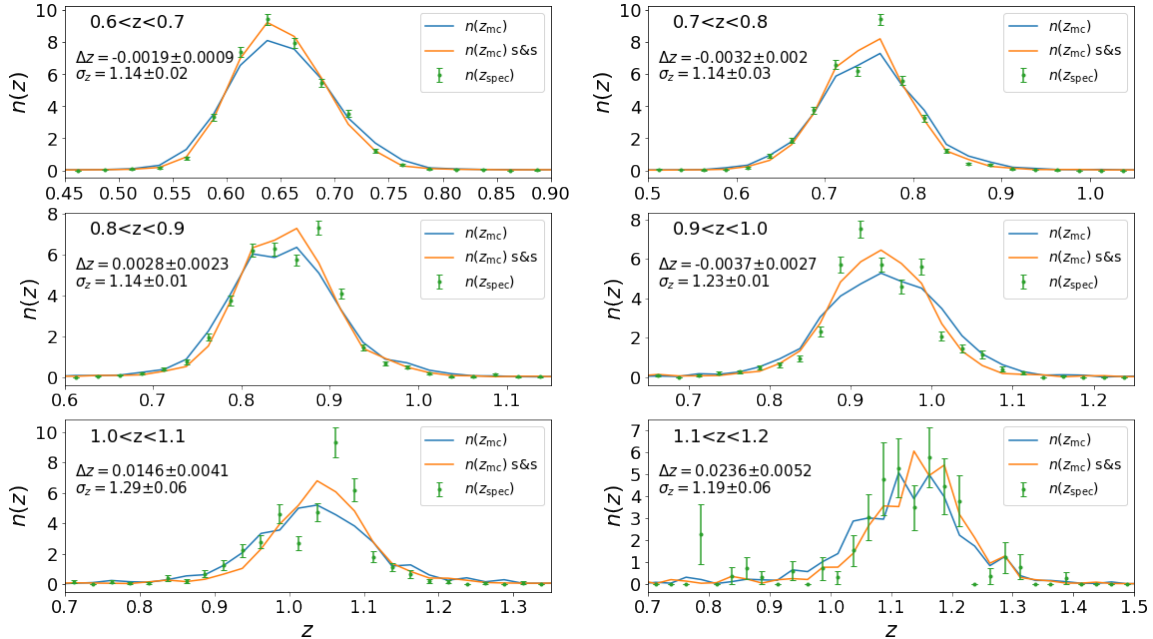 0.6<z<0.7
Δz = -0.0019±0.0009
σz = 1.14±0.02
n(zmc)
n(zmc) s&s
n(zspec)
n(z)
10
8
6
4
2
0
0.45 0.50 0.55 0.60 0.65 0.70 0.75 0.80 0.85 0.90
0.7<z<0.8
Δz = -0.0032±0.002
σz = 1.14±0.03
n(zmc)
n(zmc) s&s
n(zspec)
n(z)
10
8
6
4
2
0
0.5 0.6 0.7 0.8 0.9 1.0
0.8<z<0.9
Δz = 0.0028±0.0023
σz = 1.14±0.01
n(zmc)
n(zmc) s&s
n(zspec)
n(z)
8
6
4
2
0
0.6 0.7 0.8 0.9 1.0 1.1
0.9<z<1.0
Δz = -0.0037±0.0027
σz = 1.23±0.01
n(zmc)
n(zmc) s&s
n(zspec)
n(z)
8
6
4
2
0
0.7 0.8 0.9 1.0 1.1 1.2
1.0<z<1.1
Δz = 0.0146±0.0041
σz = 1.29±0.06
n(zmc)
n(zmc) s&s
n(zspec)
n(z)
10
8
6
4
2
0
0.7 0.8 0.9 1.0 1.1 1.2 1.3
z
1.1<z<1.2
Δz = 0.0236±0.0052
σz = 1.19±0.06
n(zmc)
n(zmc) s&s
n(zspec)
n(z)
7
6
5
4
3
2
1
0
0.7 0.8 0.9 1.0 1.1 1.2 1.3 1.4 1.5
z